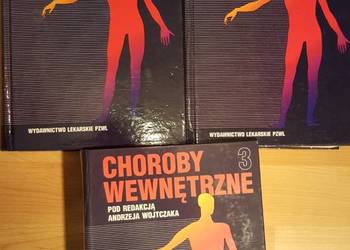 WYDAWNICTWO LEKARSKIE PZWL
WYDAWNICTWO LEKARSKIE PZWL
CHOROBY 3
WEWNĘTRZNE
POD REDAKCJĄ
ANDRZEJA WOJTCZAKA